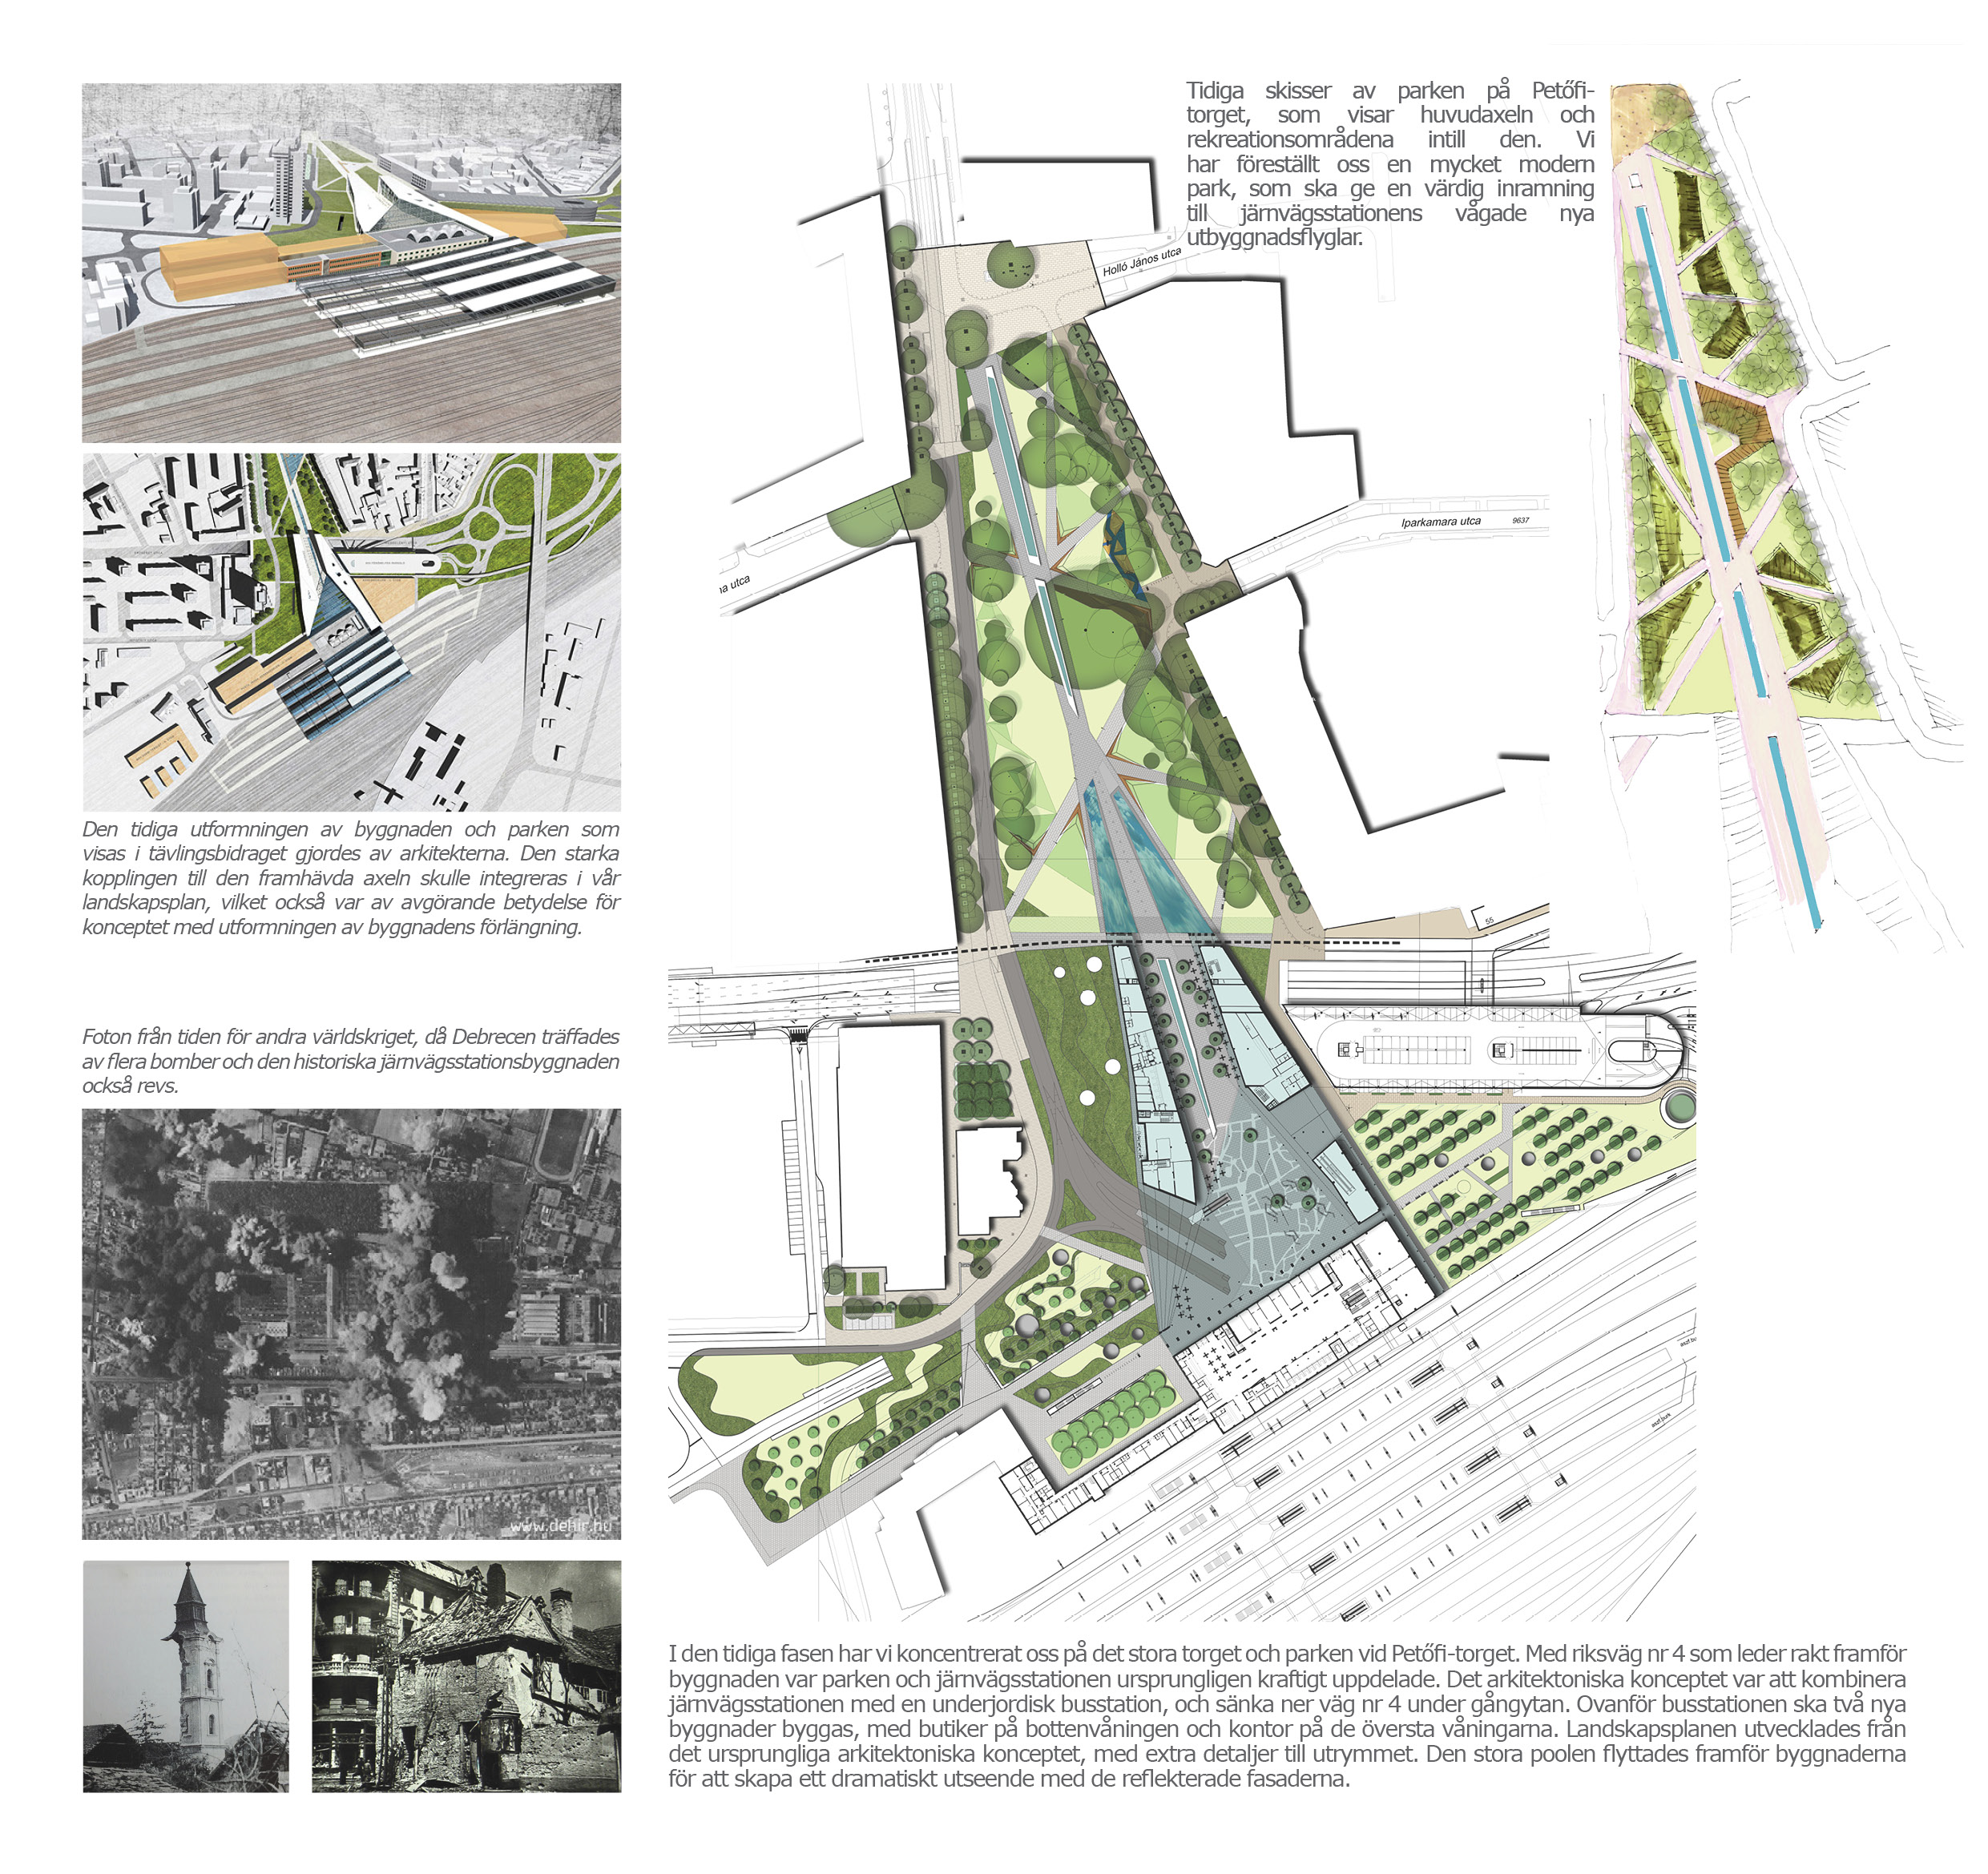 Tidiga skisser av parken på Petőfi-
torget, som visar huvudaxeln och
rekreationsområdena intill den. Vi
har föreställt oss en mycket modern
park, som ska ge en värdig inramning
till järnvägsstationens vågade nya
utbyggnadsflyglar.
Holló János utca
Iparkamara utca 9637
utca
55
Den tidiga utformningen av byggnaden och parken som
visas i tävlingsbidraget gjordes av arkitekterna. Den starka
kopplingen till den framhävda axeln skulle integreras i vår
landskapsplan, vilket också var av avgörande betydelse för
konceptet med utformningen av byggnadens förlängning.
Foton från tiden för andra världskriget, då Debrecen träffades
av flera bomber och den historiska järnvägsstationsbyggnaden
också revs.
www.dehir.hu
I den tidiga fasen har vi koncentrerat oss på det stora torget och parken vid Petőfi-torget. Med riksväg nr 4 som leder rakt framför
byggnaden var parken och järnvägsstationen ursprungligen kraftigt uppdelade. Det arkitektoniska konceptet var att kombinera
järnvägsstationen med en underjordisk busstation, och sänka ner väg nr 4 under gångytan. Ovanför busstationen ska två nya
byggnader byggas, med butiker på bottenvåningen och kontor på de översta våningarna. Landskapsplanen utvecklades från
det ursprungliga arkitektoniska konceptet, med extra detaljer till utrymmet. Den stora poolen flyttades framför byggnaderna
för att skapa ett dramatiskt utseende med de reflekterade fasaderna.